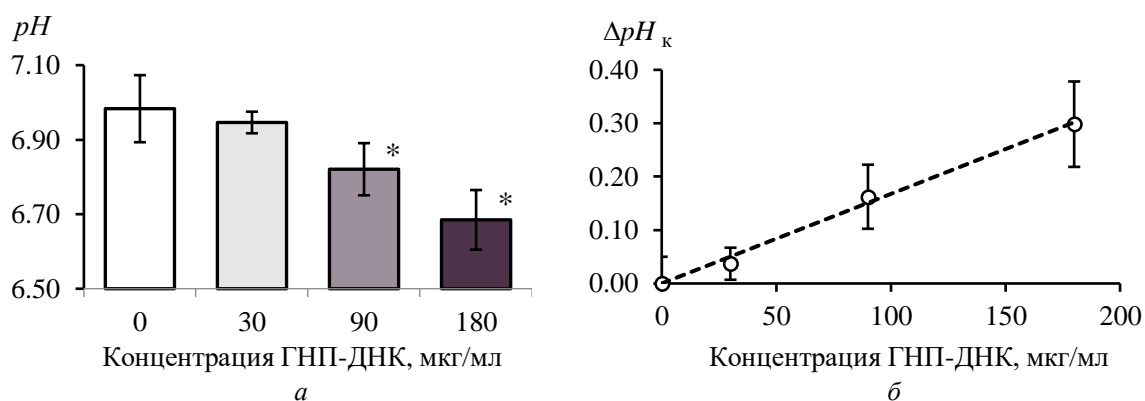 pH
7.10
6.90
6.70
6.50
*
*
0 30 90 180
Концентрация ГНП-ДНК, мкг/мл
а
ΔpH к
0.40
0.30
0.20
0.10
0.00
0 50 100 150 200
Концентрация ГНП-ДНК, мкг/мл
б